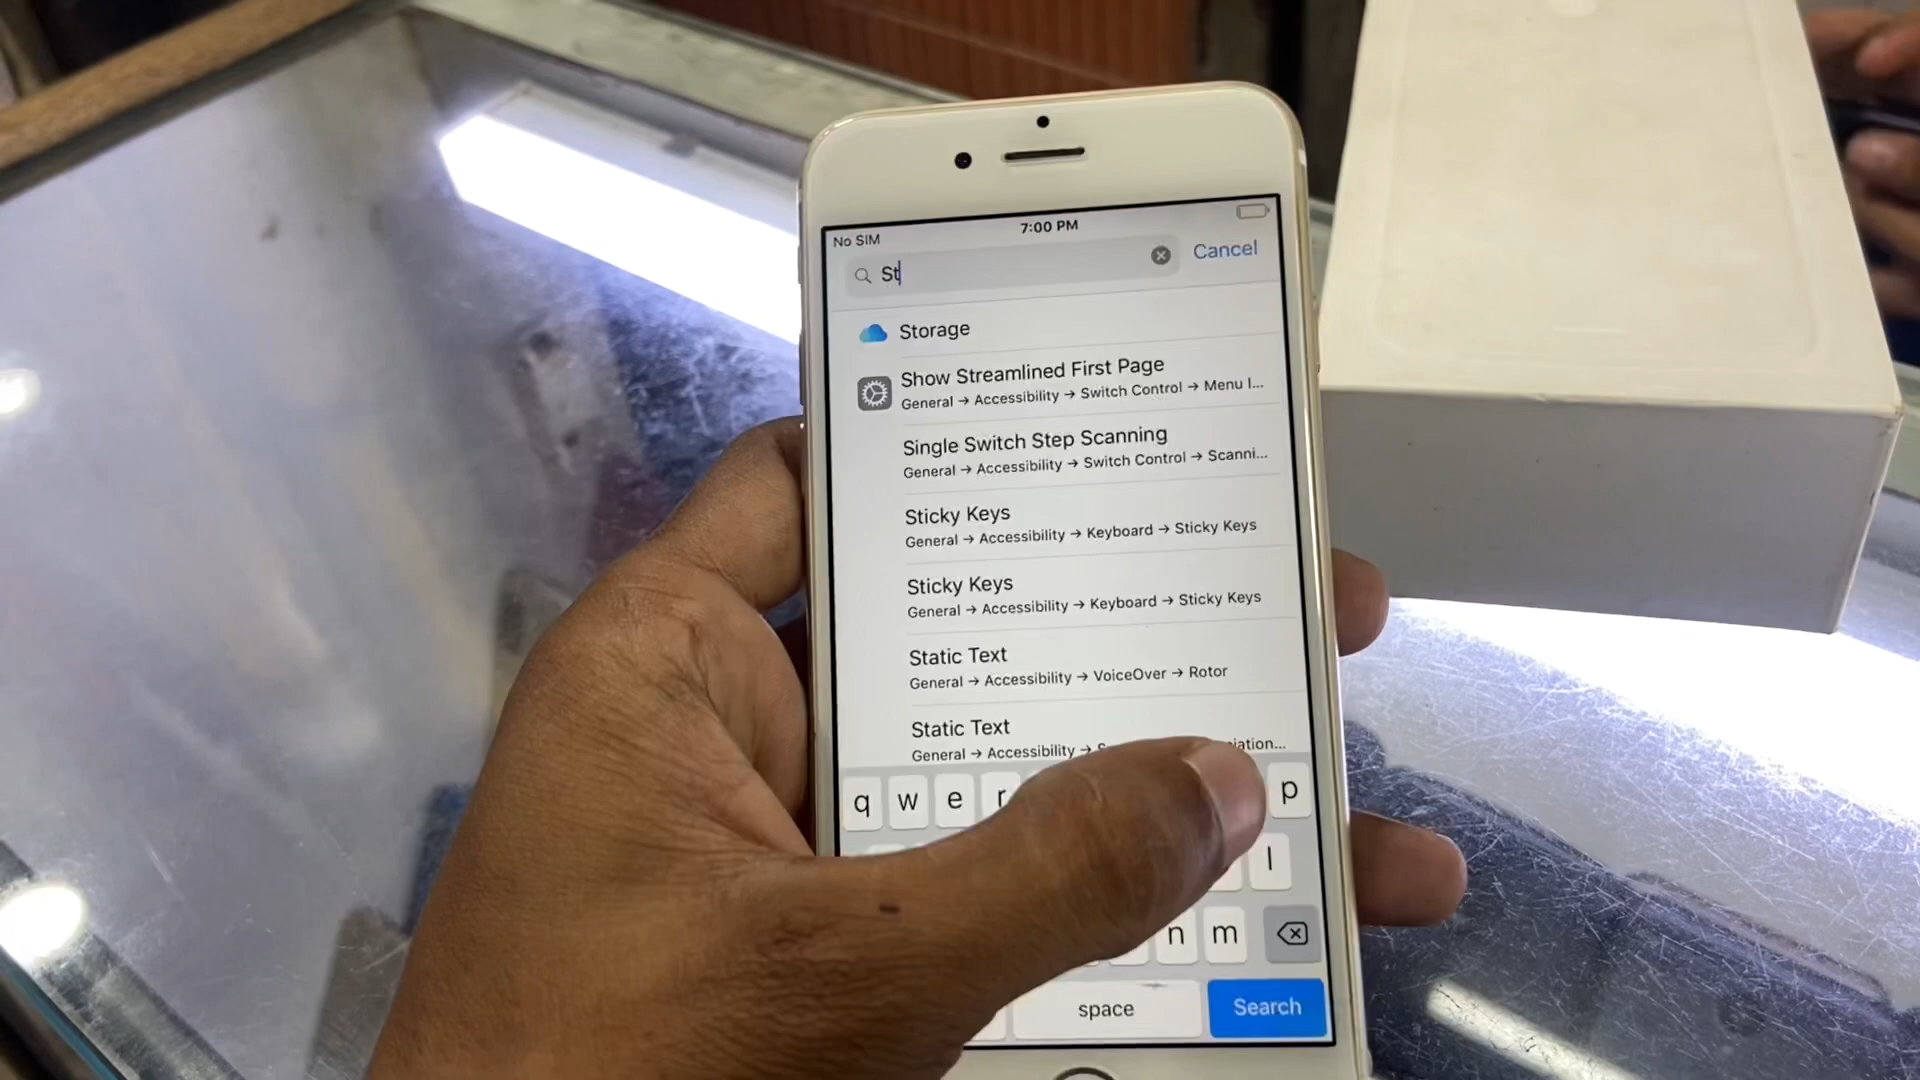 No SIM
7:00 PM
St
Cancel
Storage
Show Streamlined First Page
General → Accessibility → Switch Control → Menu I...
Single Switch Step Scanning
General → Accessibility → Switch Control → Scanni...
Sticky Keys
General → Accessibility → Keyboard → Sticky Keys
Sticky Keys
General → Accessibility → Keyboard → Sticky Keys
Static Text
General → Accessibility → VoiceOver → Rotor
Static Text
General → Accessibility →
q w e r p
l
n m
space
Search